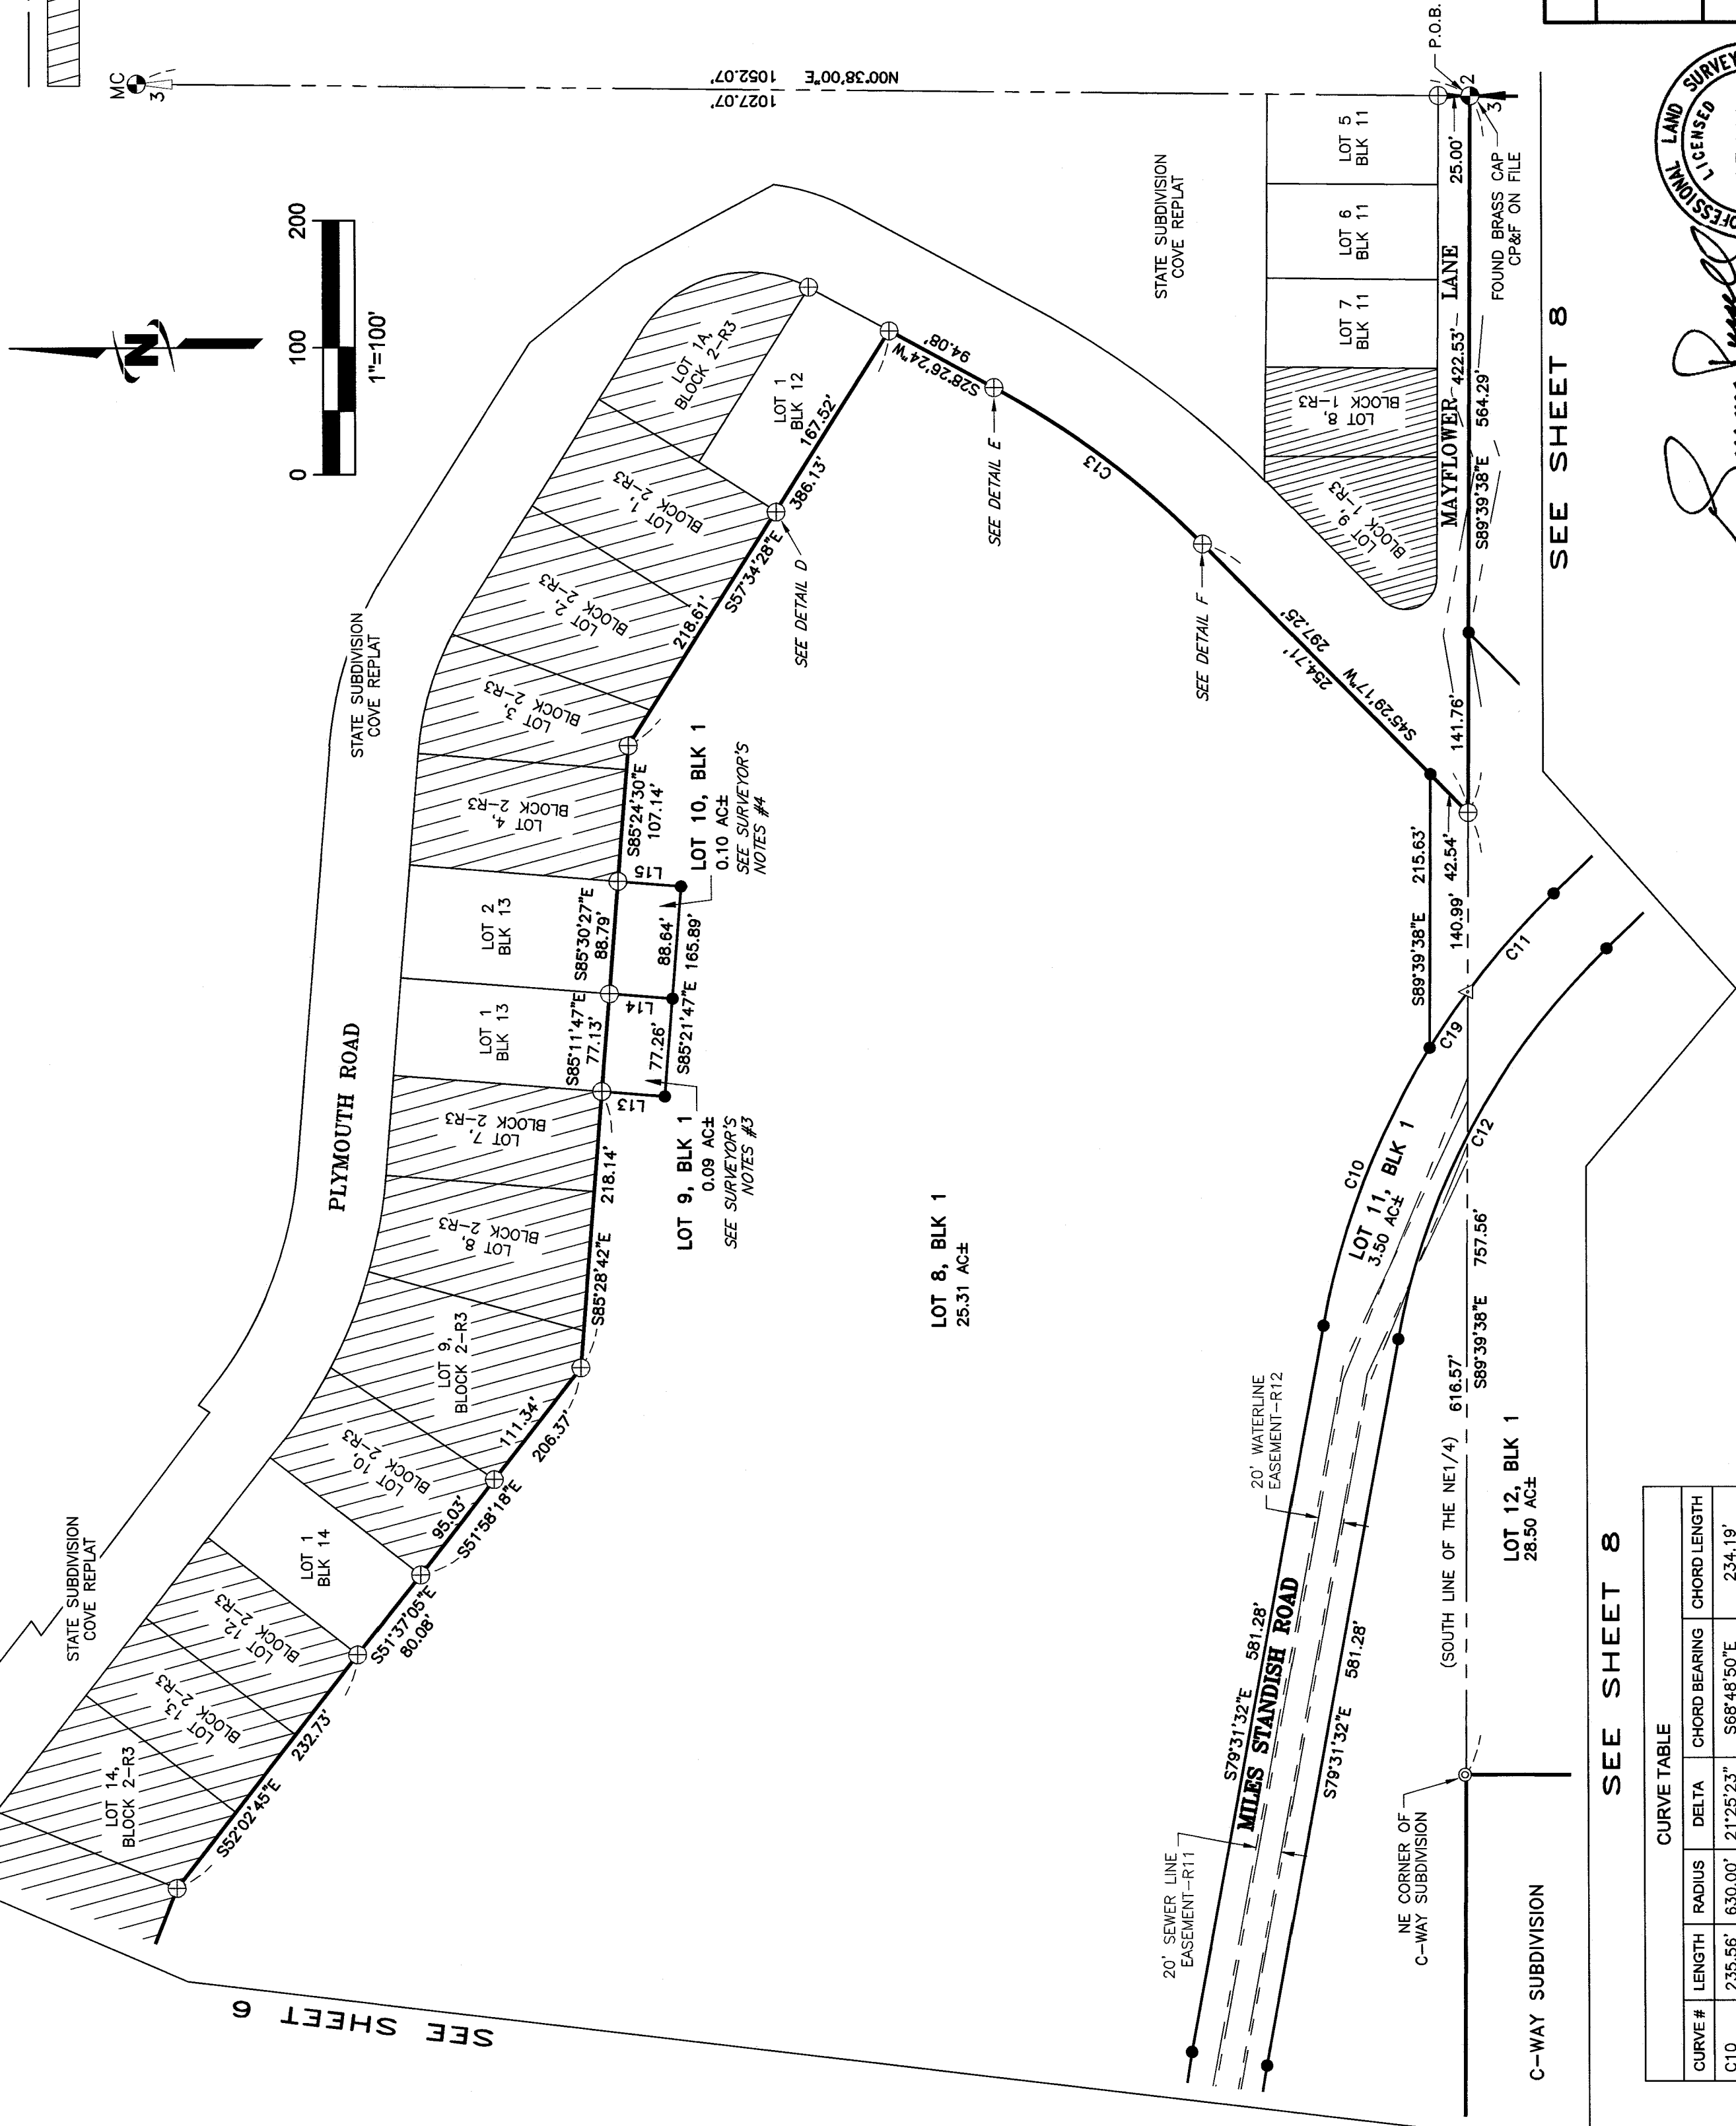 MC
3
N00°38'00"E 1052.07'
1027.07'
N
0 100 200
1"=100'
P.O.B.
2
3
25.00'
FOUND BRASS CAP
CP&F ON FILE
STATE SUBDIVISION
COVE REPLAT
LOT 5
BLK 11
LOT 6
BLK 11
LOT 7
BLK 11
LOT 8,
BLOCK 1-R3
LOT 9,
BLOCK 1-R3
MAYFLOWER LANE
422.53'
S89°39'38"E 564.29'
141.76'
SEE SHEET 8
PROFESSIONAL LAND
LICENSED
LOT 1A,
BLOCK 2-R3
LOT 1
BLK 12
LOT 1,
BLOCK 2-R3
LOT 2,
BLOCK 2-R3
LOT 3,
BLOCK 2-R3
LOT 4,
BLOCK 2-R3
LOT 2
BLK 13
LOT 1
BLK 13
LOT 7,
BLOCK 2-R3
LOT 8,
BLOCK 2-R3
LOT 9,
BLOCK 2-R3
LOT 10,
BLOCK 2-R3
LOT 1
BLK 14
LOT 12,
BLOCK 2-R3
LOT 13,
BLOCK 2-R3
LOT 14,
BLOCK 2-R3
STATE SUBDIVISION
COVE REPLAT
PLYMOUTH ROAD
STATE SUBDIVISION
COVE REPLAT
S28°26'24"W
94.08'
167.52'
386.13'
S57°34'28"E
218.61'
SEE DETAIL D
SEE DETAIL E
C13
SEE DETAIL F
297.25'
254.71'
S45°29'17"W
S85°24'30"E
107.14'
L15
S85°30'27"E
88.79'
88.64'
165.89'
L14
S85°11'47"E
77.13'
77.26'
S85°21'47"E
L13
LOT 10, BLK 1
0.10 AC±
SEE SURVEYOR'S
NOTES #4
LOT 9, BLK 1
0.09 AC±
SEE SURVEYOR'S
NOTES #3
218.14'
S85°28'42"E
111.34'
206.37'
S51°58'18"E
95.03'
S51°37'05"E
80.08'
232.73'
S52°02'45"E
LOT 8, BLK 1
25.31 AC±
S89°39'38"E 215.63'
140.99' 42.54'
C19
C11
C10
C12
LOT 11, BLK 1
3.50 AC±
S89°39'38"E 757.56'
(SOUTH LINE OF THE NE1/4) 616.57'
20' WATERLINE
EASEMENT-R12
S79°31'32"E 581.28'
MILES STANDISH ROAD
S79°31'32"E 581.28'
20' SEWER LINE
EASEMENT-R11
NE CORNER OF
C-WAY SUBDIVISION
LOT 12, BLK 1
28.50 AC±
C-WAY SUBDIVISION
SEE SHEET 8
SEE SHEET 6
CURVE TABLE
CURVE # LENGTH RADIUS DELTA CHORD BEARING CHORD LENGTH
C10 235.56' 630.00' 21°25'23" S68°48'50"E 234.19'